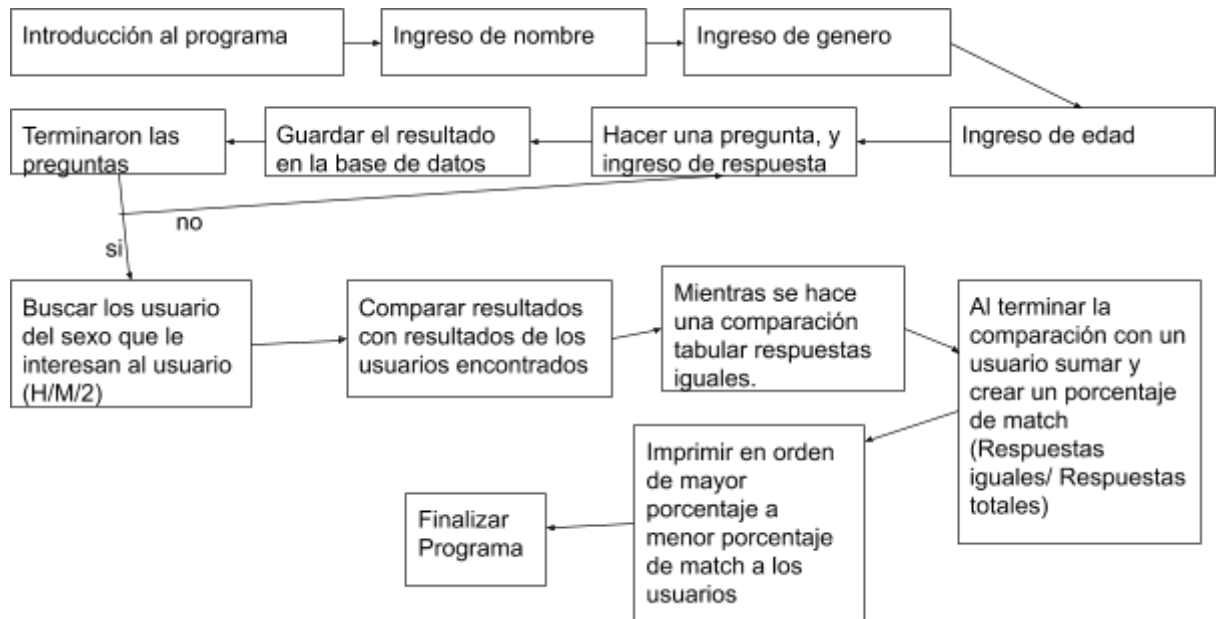 Introducción al programa
Ingreso de nombre
Ingreso de genero
Terminaron las
preguntas
Guardar el resultado
en la base de datos
Hacer una pregunta, y
ingreso de respuesta
Ingreso de edad
no
si
Buscar los usuario
del sexo que le
interesan al usuario
(H/M/2)
Comparar resultados
con resultados de los
usuarios encontrados
Mientras se hace
una comparación
tabular respuestas
iguales.
Al terminar la
comparación con un
usuario sumar y
crear un porcentaje
de match
(Respuestas
iguales/ Respuestas
totales)
Imprimir en orden
de mayor
porcentaje a
menor porcentaje
de match a los
usuarios
Finalizar
Programa